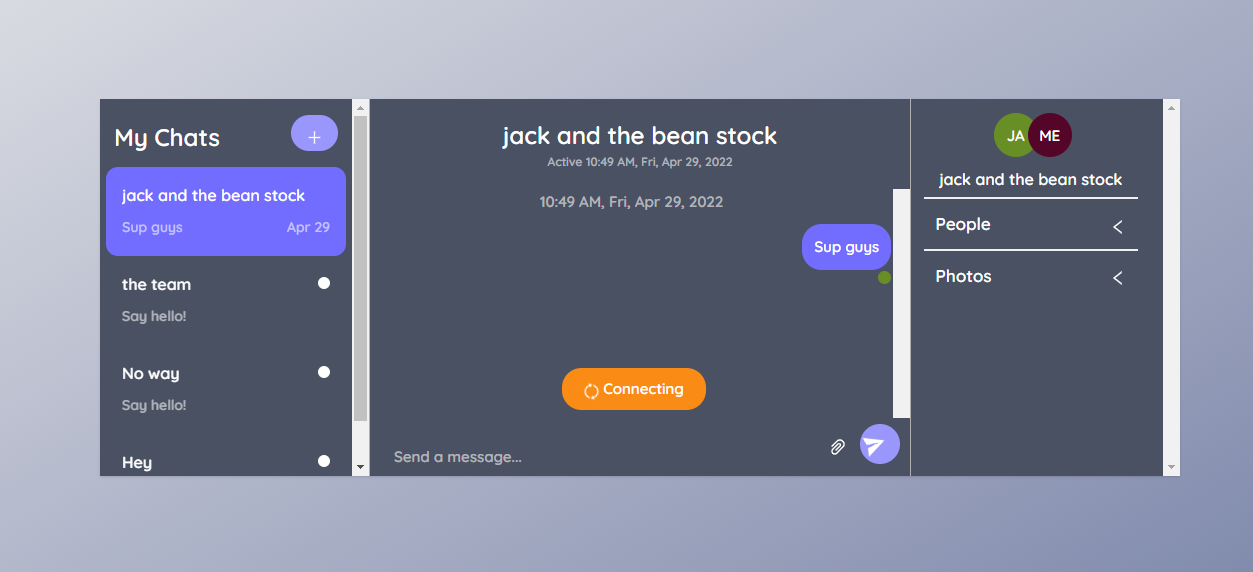 My Chats
+
jack and the bean stock
Sup guys
Apr 29
the team
Say hello!
No way
Say hello!
Hey
jack and the bean stock
Active 10:49 AM, Fri, Apr 29, 2022
10:49 AM, Fri, Apr 29, 2022
Sup guys
Connecting
Send a message...
JA
ME
jack and the bean stock
People
Photos